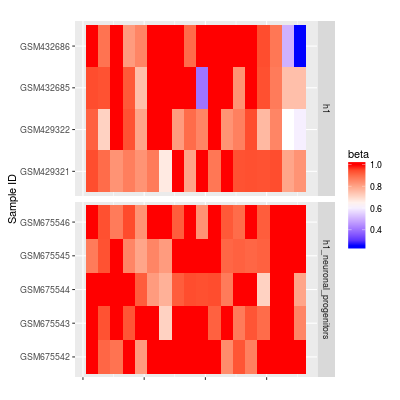 GSM432686
GSM432685
GSM429322
GSM429321
h1
GSM675546
GSM675545
GSM675544
GSM675543
GSM675542
h1_neuronal_progenitors
Sample ID
beta
1.0
0.8
0.6
0.4